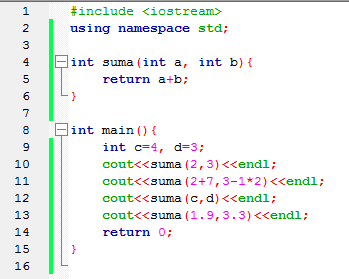 1 #include <iostream>
2 using namespace std;
3
4 int suma(int a, int b){
5 return a+b;
6 }
7
8 int main(){
9 int c=4, d=3;
10 cout<<suma(2,3)<<endl;
11 cout<<suma(2+7,3-1*2)<<endl;
12 cout<<suma(c,d)<<endl;
13 cout<<suma(1.9,3.3)<<endl;
14 return 0;
15 }
16